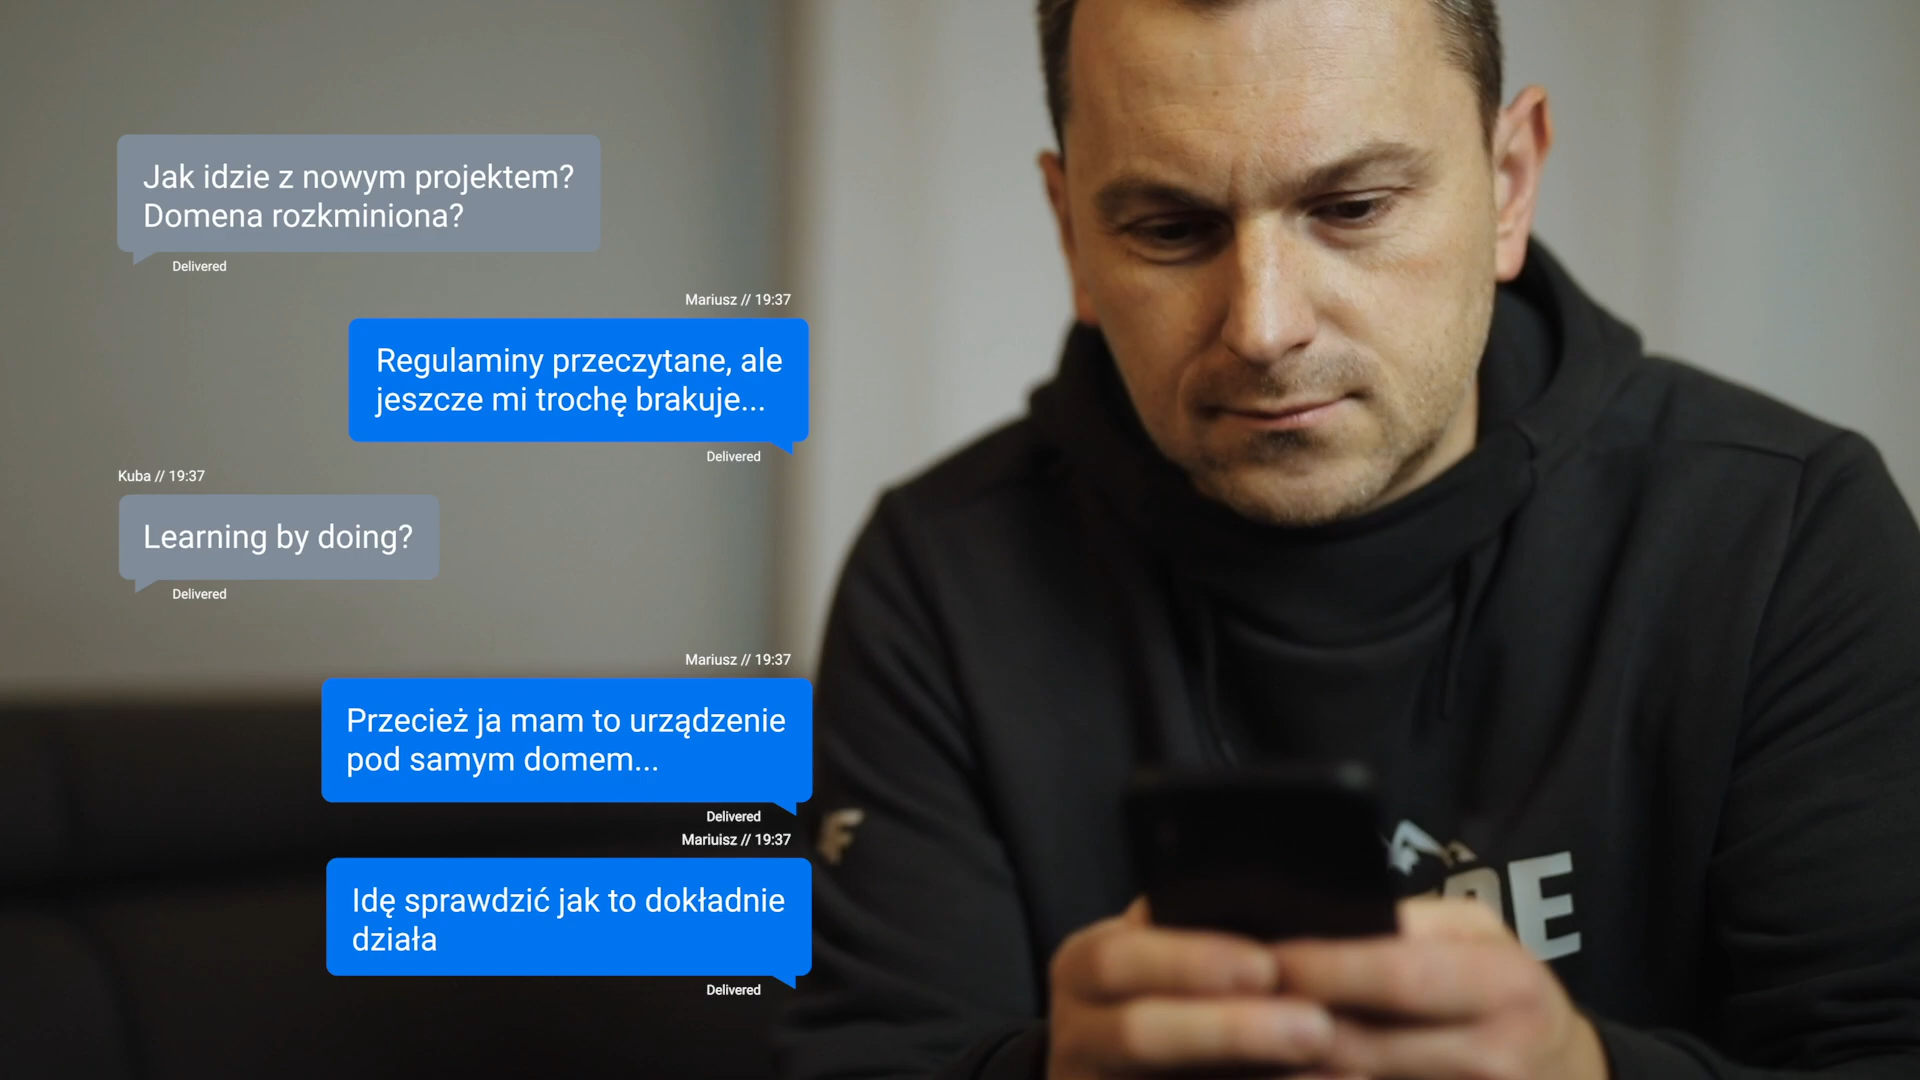 Jak idzie z nowym projektem?
Domena rozkminiona?
Delivered
Mariusz // 19:37
Regulaminy przeczytane, ale
jeszcze mi trochę brakuje...
Delivered
Kuba // 19:37
Learning by doing?
Delivered
Mariusz // 19:37
Przecież ja mam to urządzenie
pod samym domem...
Delivered
Mariuisz // 19:37
Idę sprawdzić jak to dokładnie
działa
Delivered